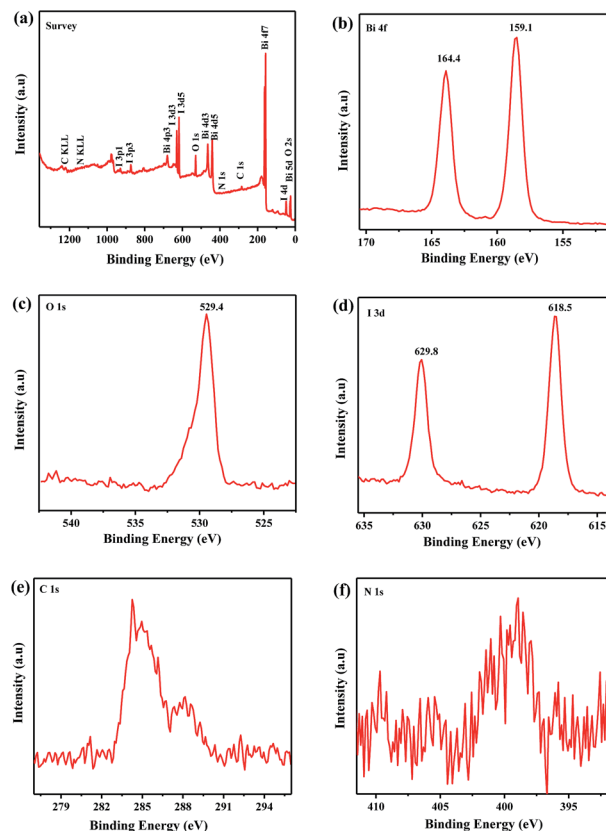 (a)
Survey
C KLL
N KLL
I 3p1
I 3p3
Bi 4p3
I 3d3
I 3d5
O 1s
Bi 4d3
Bi 4d5
N 1s
C 1s
Bi 4f7
I 4d
Bi 5d
O 2s
Intensity (a.u)
1200 1000 800 600 400 200 0
Binding Energy (eV)
(b)
Bi 4f
164.4
159.1
Intensity (a.u)
170 165 160 155
Binding Energy (eV)
(c)
O 1s
529.4
Intensity (a.u)
540 535 530 525
Binding Energy (eV)
(d)
I 3d
629.8
618.5
Intensity (a.u)
635 630 625 620 615
Binding Energy (eV)
(e)
C 1s
Intensity (a.u)
279 282 285 288 291 294
Binding Energy (eV)
(f)
N 1s
Intensity (a.u)
410 405 400 395
Binding Energy (eV)